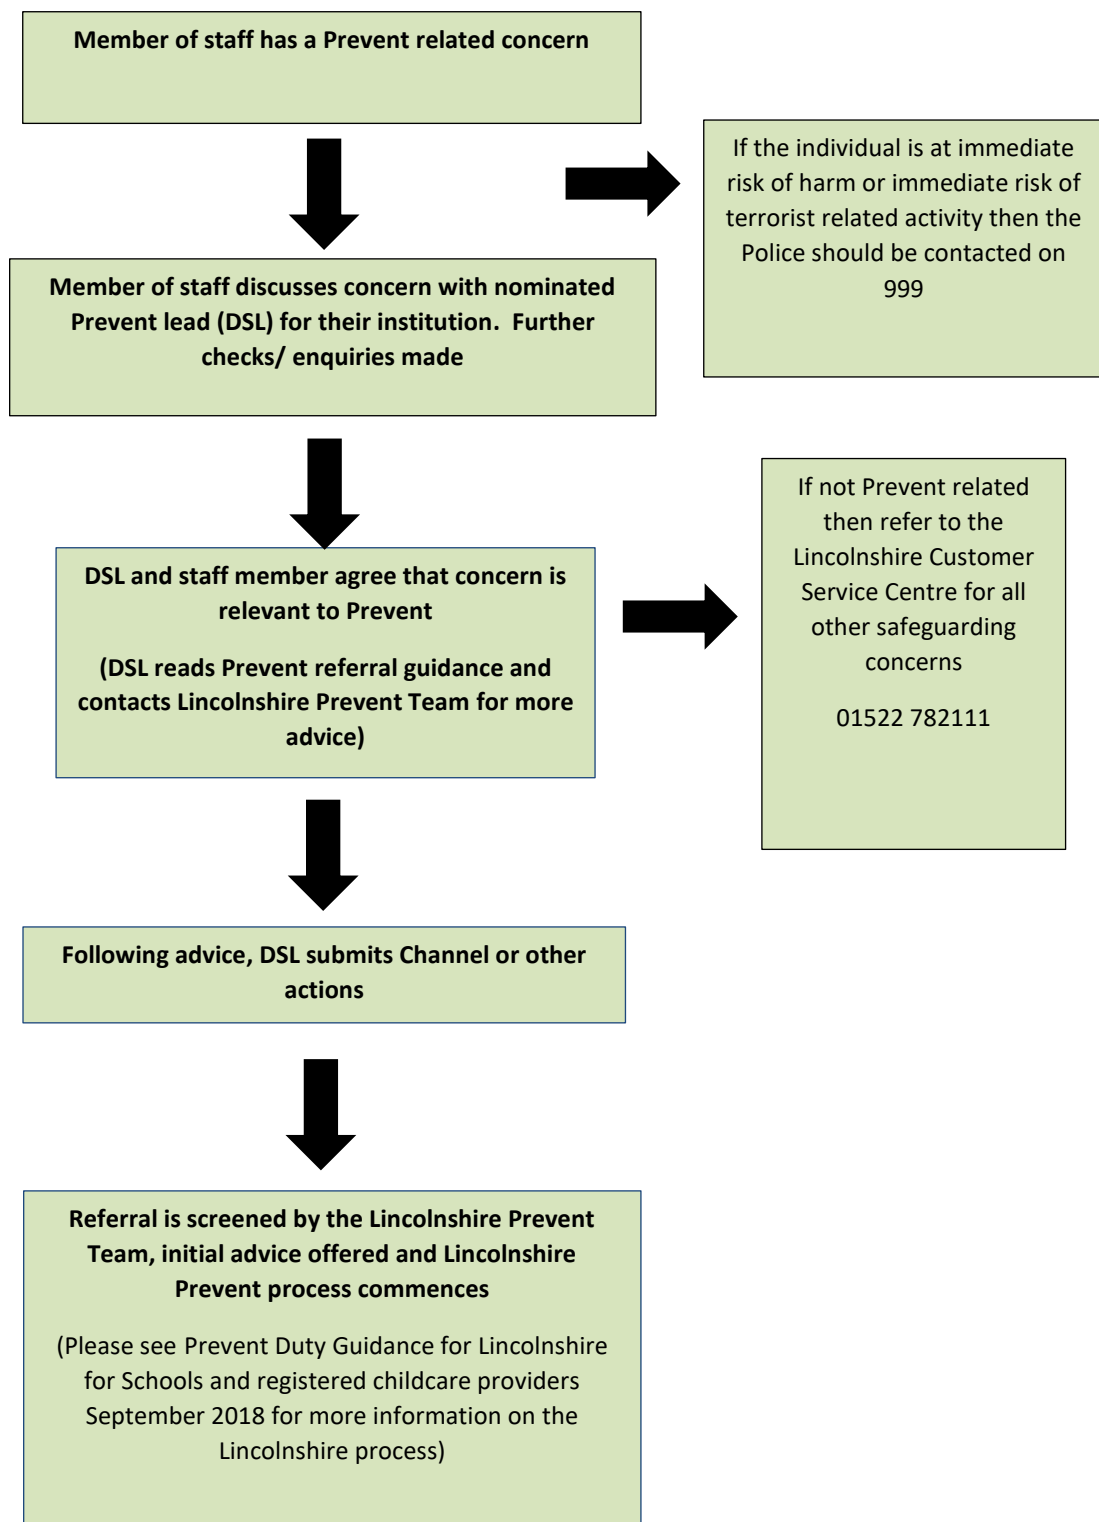 Member of staff has a Prevent related concern
If the individual is at immediate
risk of harm or immediate risk of
terrorist related activity then the
Police should be contacted on
999
Member of staff discusses concern with nominated
Prevent lead (DSL) for their institution.  Further
checks/ enquiries made
If not Prevent related
then refer to the
Lincolnshire Customer
Service Centre for all
other safeguarding
concerns
01522 782111
DSL and staff member agree that concern is
relevant to Prevent
(DSL reads Prevent referral guidance and
contacts Lincolnshire Prevent Team for more
advice)
Following advice, DSL submits Channel or other
actions
Referral is screened by the Lincolnshire Prevent
Team, initial advice offered and Lincolnshire
Prevent process commences
(Please see Prevent Duty Guidance for Lincolnshire
for Schools and registered childcare providers
September 2018 for more information on the
Lincolnshire process)